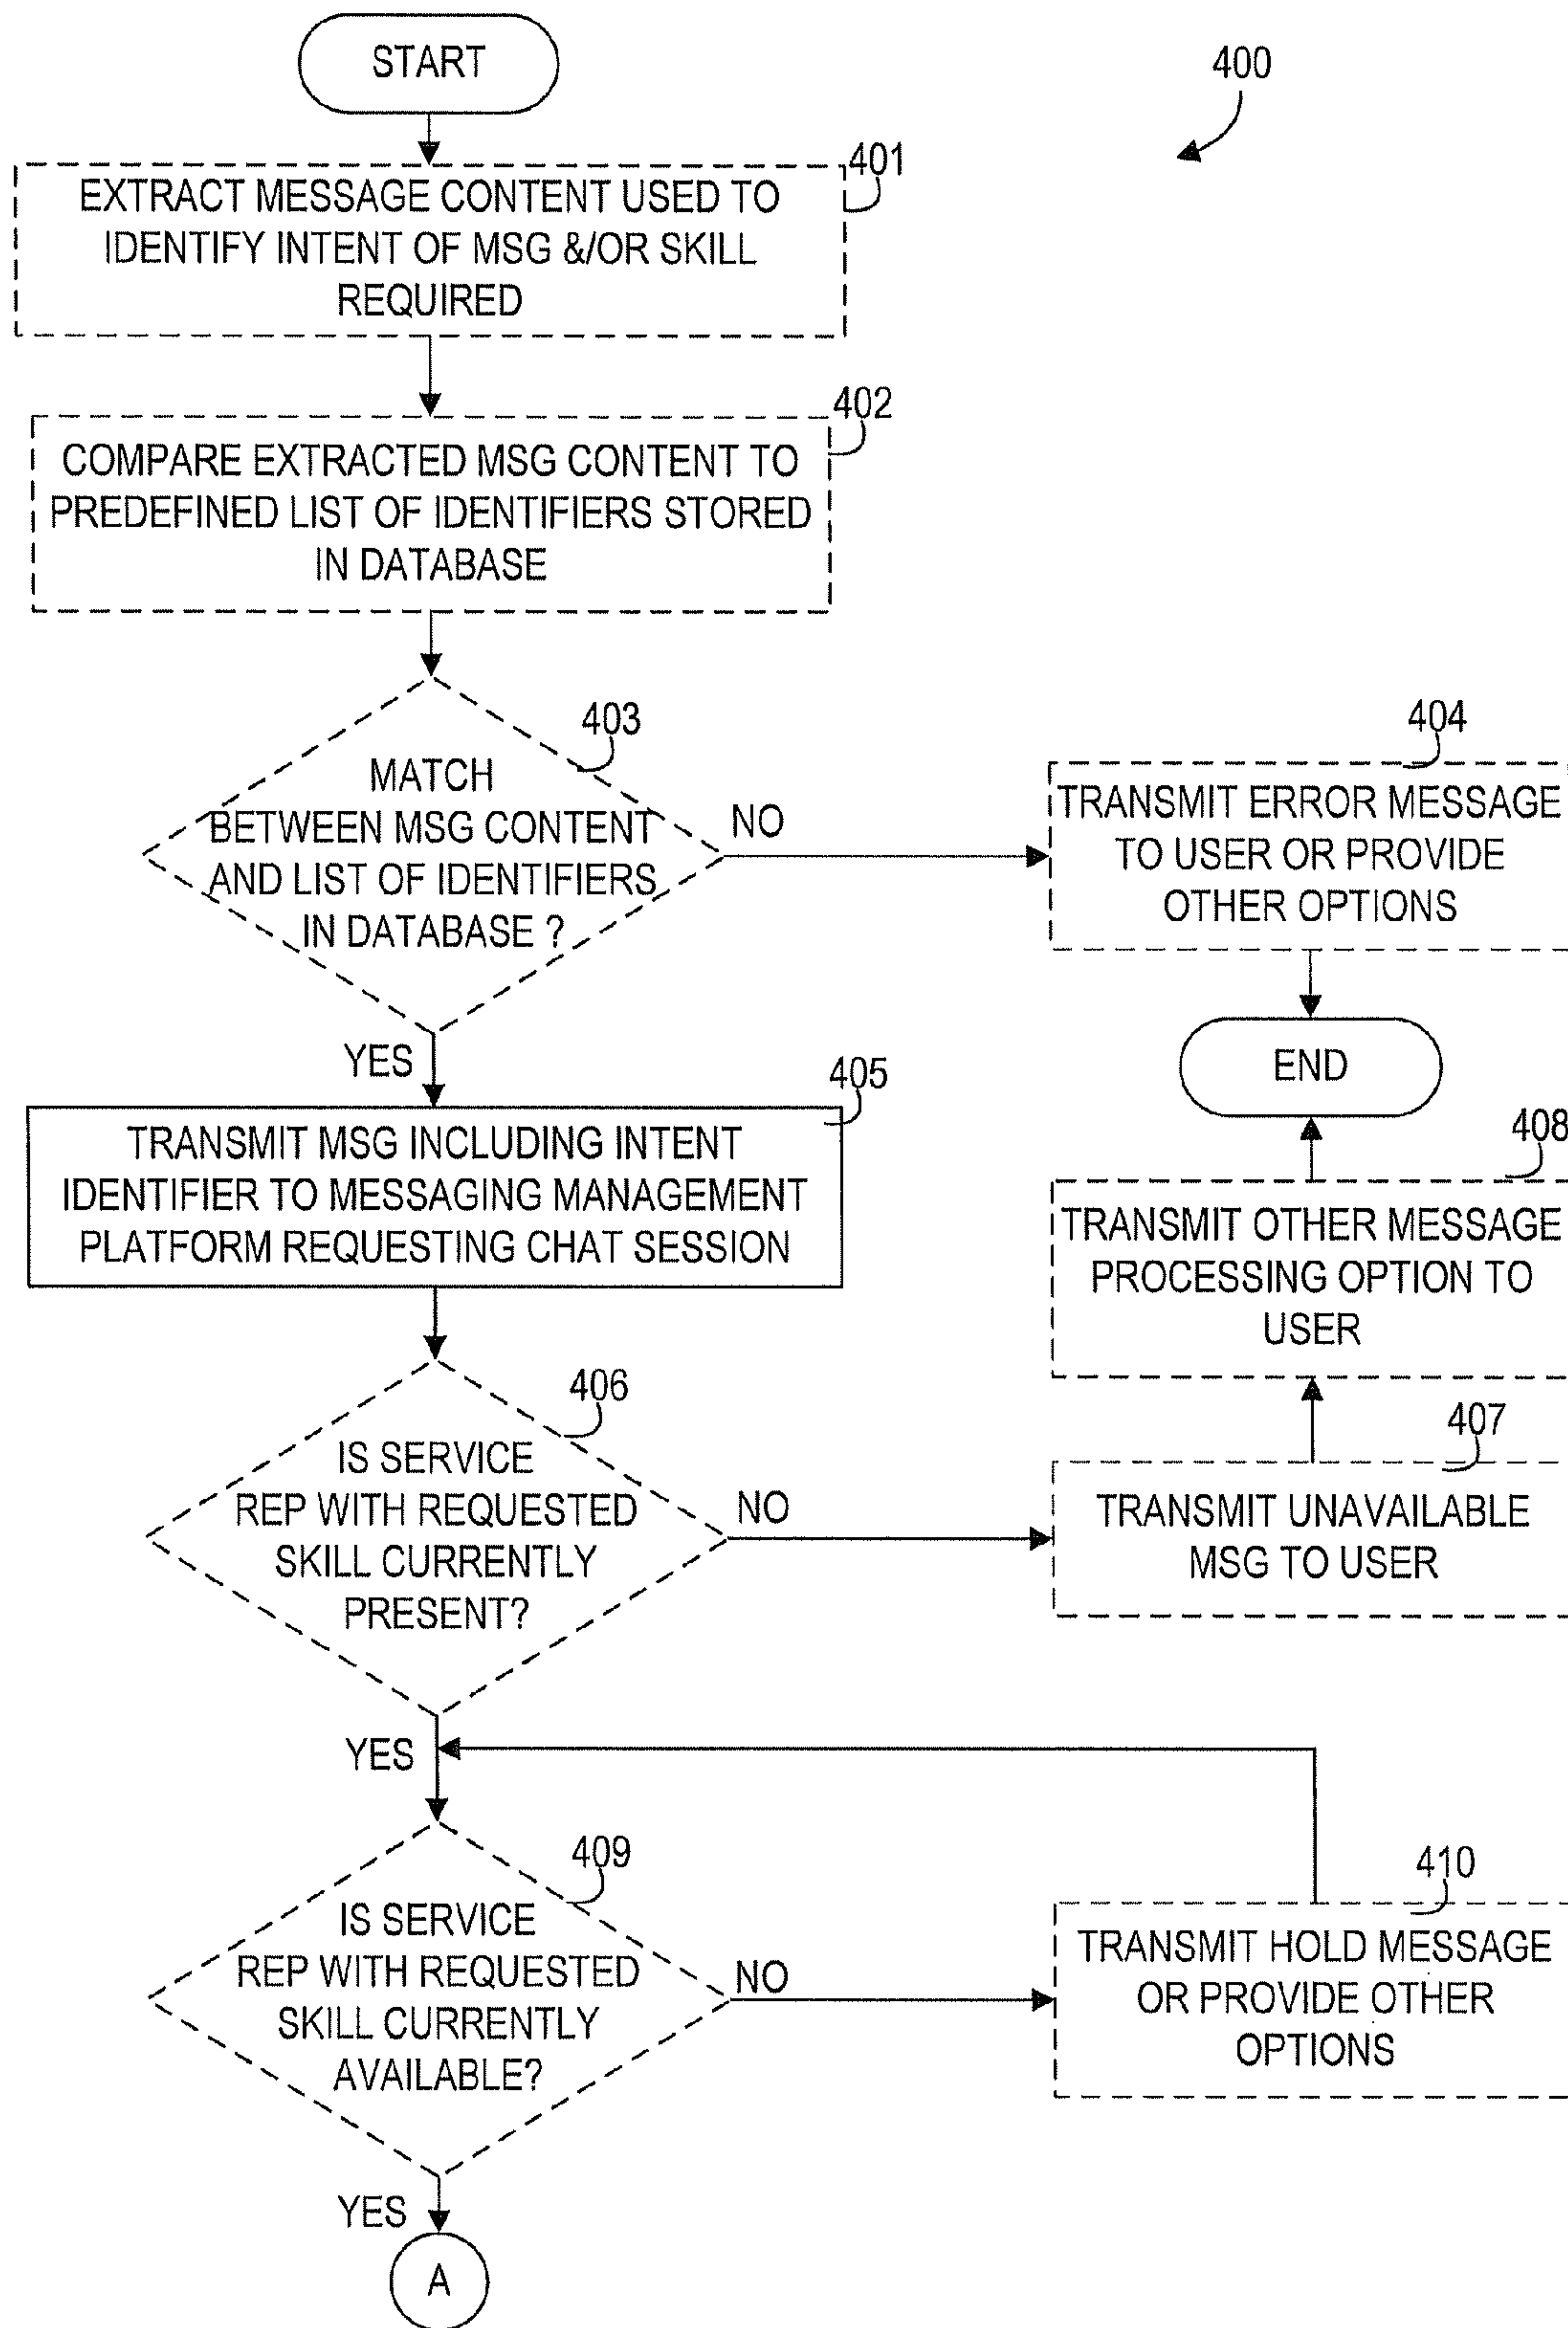 START
400
401
EXTRACT MESSAGE CONTENT USED TO
IDENTIFY INTENT OF MSG &/OR SKILL
REQUIRED
402
COMPARE EXTRACTED MSG CONTENT TO
PREDEFINED LIST OF IDENTIFIERS STORED
IN DATABASE
403
MATCH
BETWEEN MSG CONTENT
AND LIST OF IDENTIFIERS
IN DATABASE ?
NO
404
TRANSMIT ERROR MESSAGE
TO USER OR PROVIDE
OTHER OPTIONS
END
YES
405
TRANSMIT MSG INCLUDING INTENT
IDENTIFIER TO MESSAGING MANAGEMENT
PLATFORM REQUESTING CHAT SESSION
408
TRANSMIT OTHER MESSAGE
PROCESSING OPTION TO
USER
406
IS SERVICE
REP WITH REQUESTED
SKILL CURRENTLY
PRESENT?
NO
407
TRANSMIT UNAVAILABLE
MSG TO USER
YES
409
IS SERVICE
REP WITH REQUESTED
SKILL CURRENTLY
AVAILABLE?
NO
410
TRANSMIT HOLD MESSAGE
OR PROVIDE OTHER
OPTIONS
YES
A